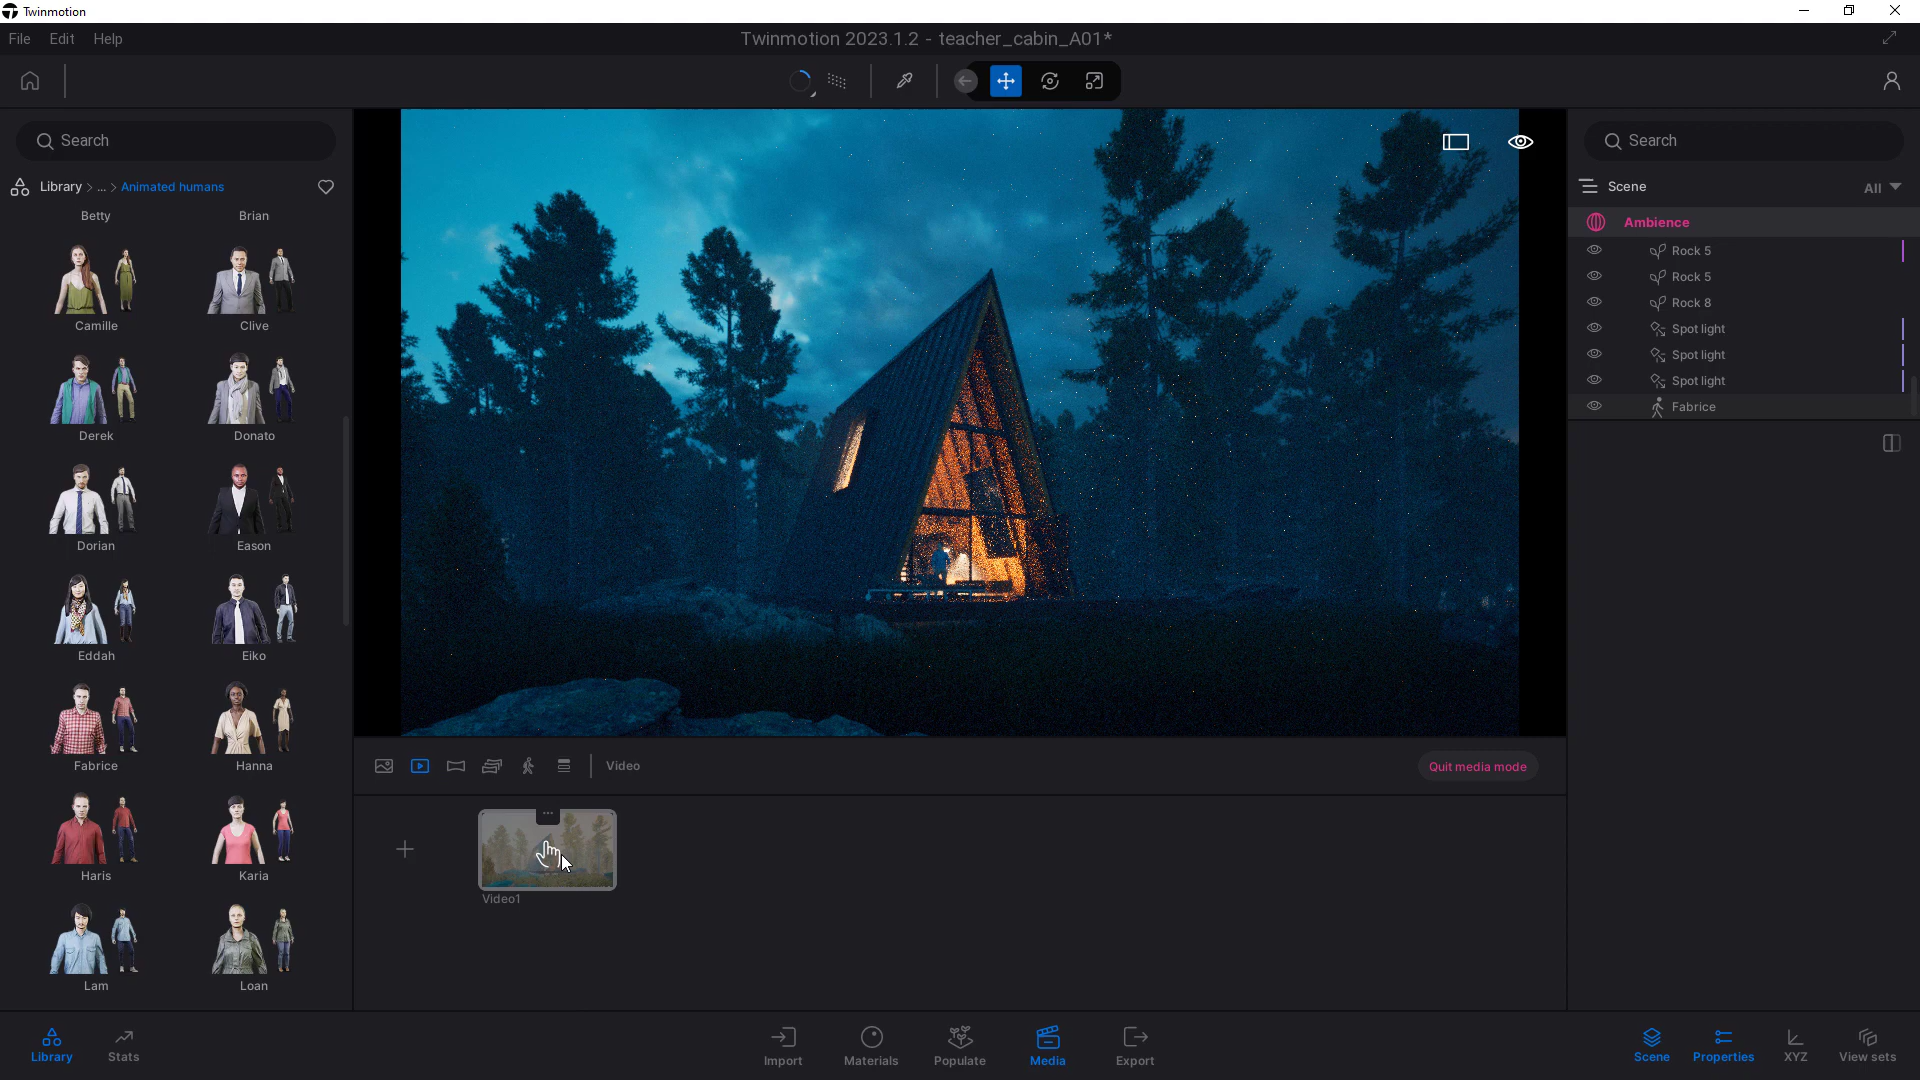 Twinmotion
File Edit Help
Twinmotion 2023.1.2 - teacher_cabin_A01*
Search
Library > ... > Animated humans
Betty Brian
Camille Clive
Derek Donato
Dorian Eason
Eddah Eiko
Fabrice Hanna
Haris Karia
Lam Loan
Video
Quit media mode
Video1
Search
Scene All
Ambience
Rock 5
Rock 5
Rock 8
Spot light
Spot light
Spot light
Fabrice
Library Stats Import Materials Populate Media Export Scene Properties XYZ View sets